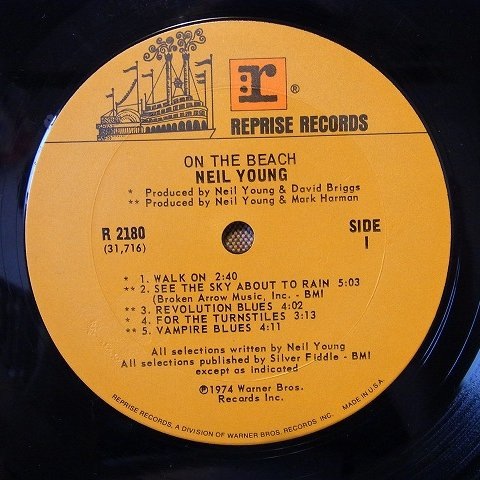 r ®
REPRISE RECORDS
ON THE BEACH
NEIL YOUNG
* Produced by Neil Young & David Briggs
** Produced by Neil Young & Mark Harman
R 2180
(31,716)
SIDE
1
* 1. WALK ON 2:40
** 2. SEE THE SKY ABOUT TO RAIN 5:03
(Broken Arrow Music, Inc. - BMI
** 3. REVOLUTION BLUES 4:02
* 4. FOR THE TURNSTILES 3:13
** 5. VAMPIRE BLUES 4:11
All selections written by Neil Young
All selections published by Silver Fiddle - BMI
except as indicated
℗1974 Warner Bros.
Records Inc.
REPRISE RECORDS, A DIVISION OF WARNER BROS. RECORDS, INC. MADE IN U.S.A.